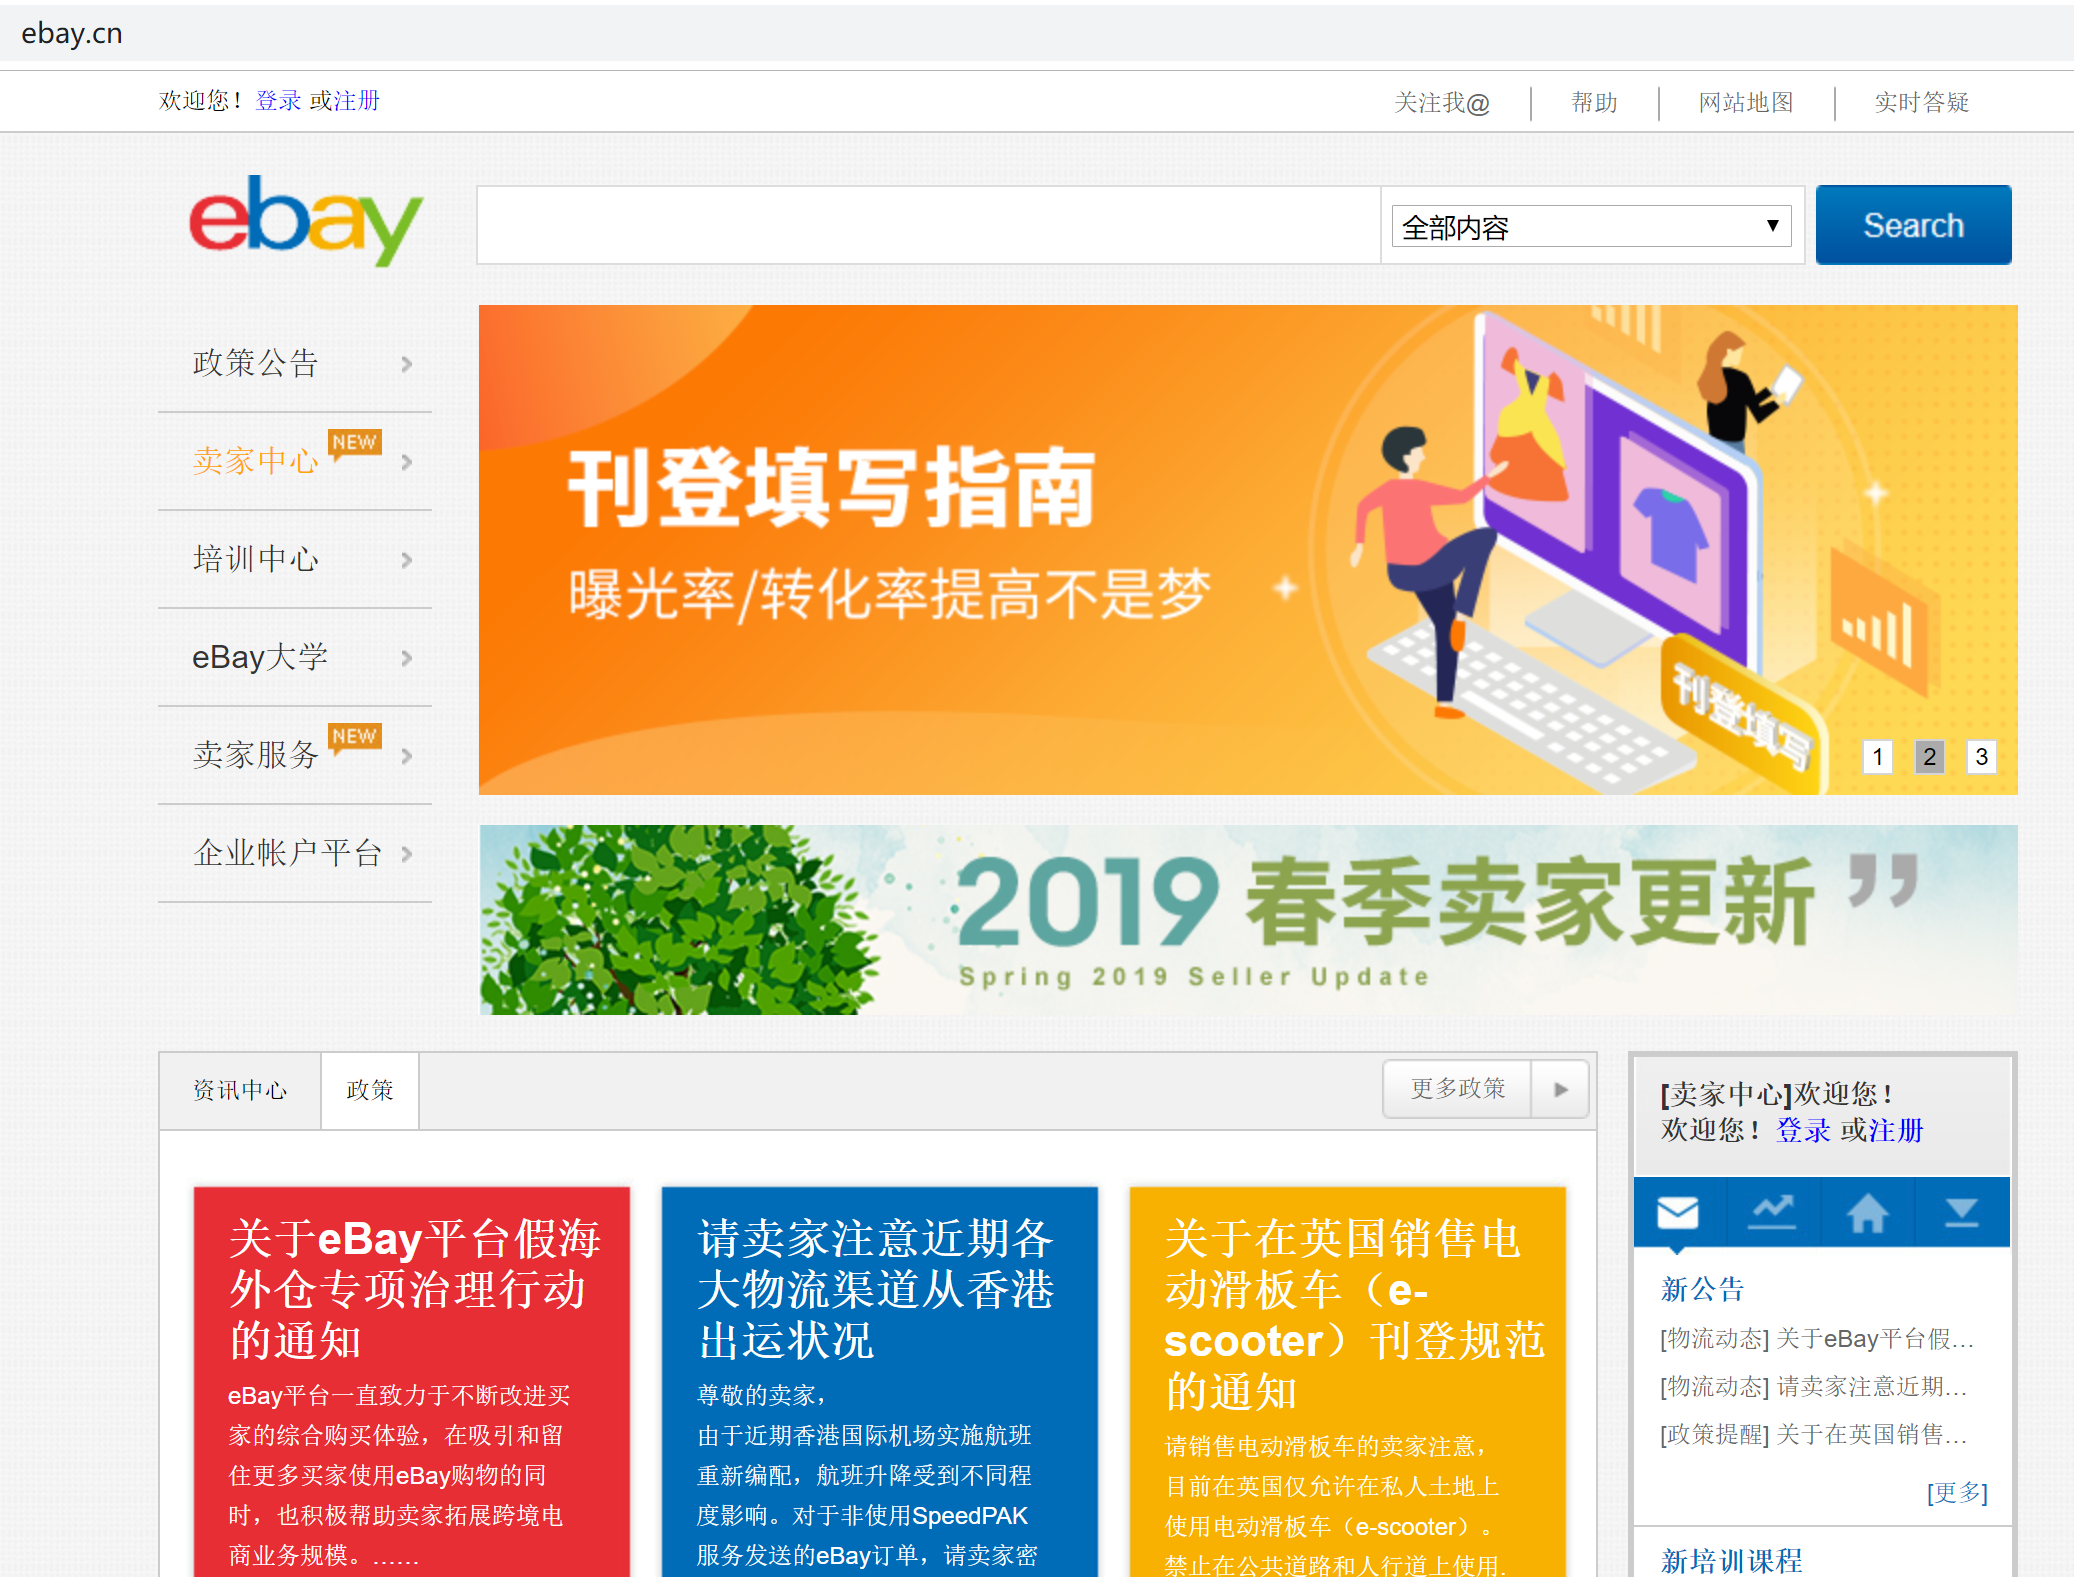 ebay.cn
欢迎您！登录 或注册
关注我@
帮助
网站地图
实时答疑
ebay
全部内容
Search
政策公告
卖家中心 NEW
培训中心
eBay大学
卖家服务 NEW
企业帐户平台
刊登填写指南
曝光率/转化率提高不是梦
刊登填写
1 2 3
2019 春季卖家更新 ”
Spring 2019 Seller Update
资讯中心
政策
更多政策
关于eBay平台假海
外仓专项治理行动
的通知
eBay平台一直致力于不断改进买
家的综合购买体验，在吸引和留
住更多买家使用eBay购物的同
时，也积极帮助卖家拓展跨境电
商业务规模。......
请卖家注意近期各
大物流渠道从香港
出运状况
尊敬的卖家，
由于近期香港国际机场实施航班
重新编配，航班升降受到不同程
度影响。对于非使用SpeedPAK
服务发送的eBay订单，请卖家密
关于在英国销售电
动滑板车（e-
scooter）刊登规范
的通知
请销售电动滑板车的卖家注意，
目前在英国仅允许在私人土地上
使用电动滑板车（e-scooter）。
禁止在公共道路和人行道上使用.
[卖家中心]欢迎您！
欢迎您！登录 或注册
新公告
[物流动态] 关于eBay平台假...
[物流动态] 请卖家注意近期...
[政策提醒] 关于在英国销售...
[更多]
新培训课程